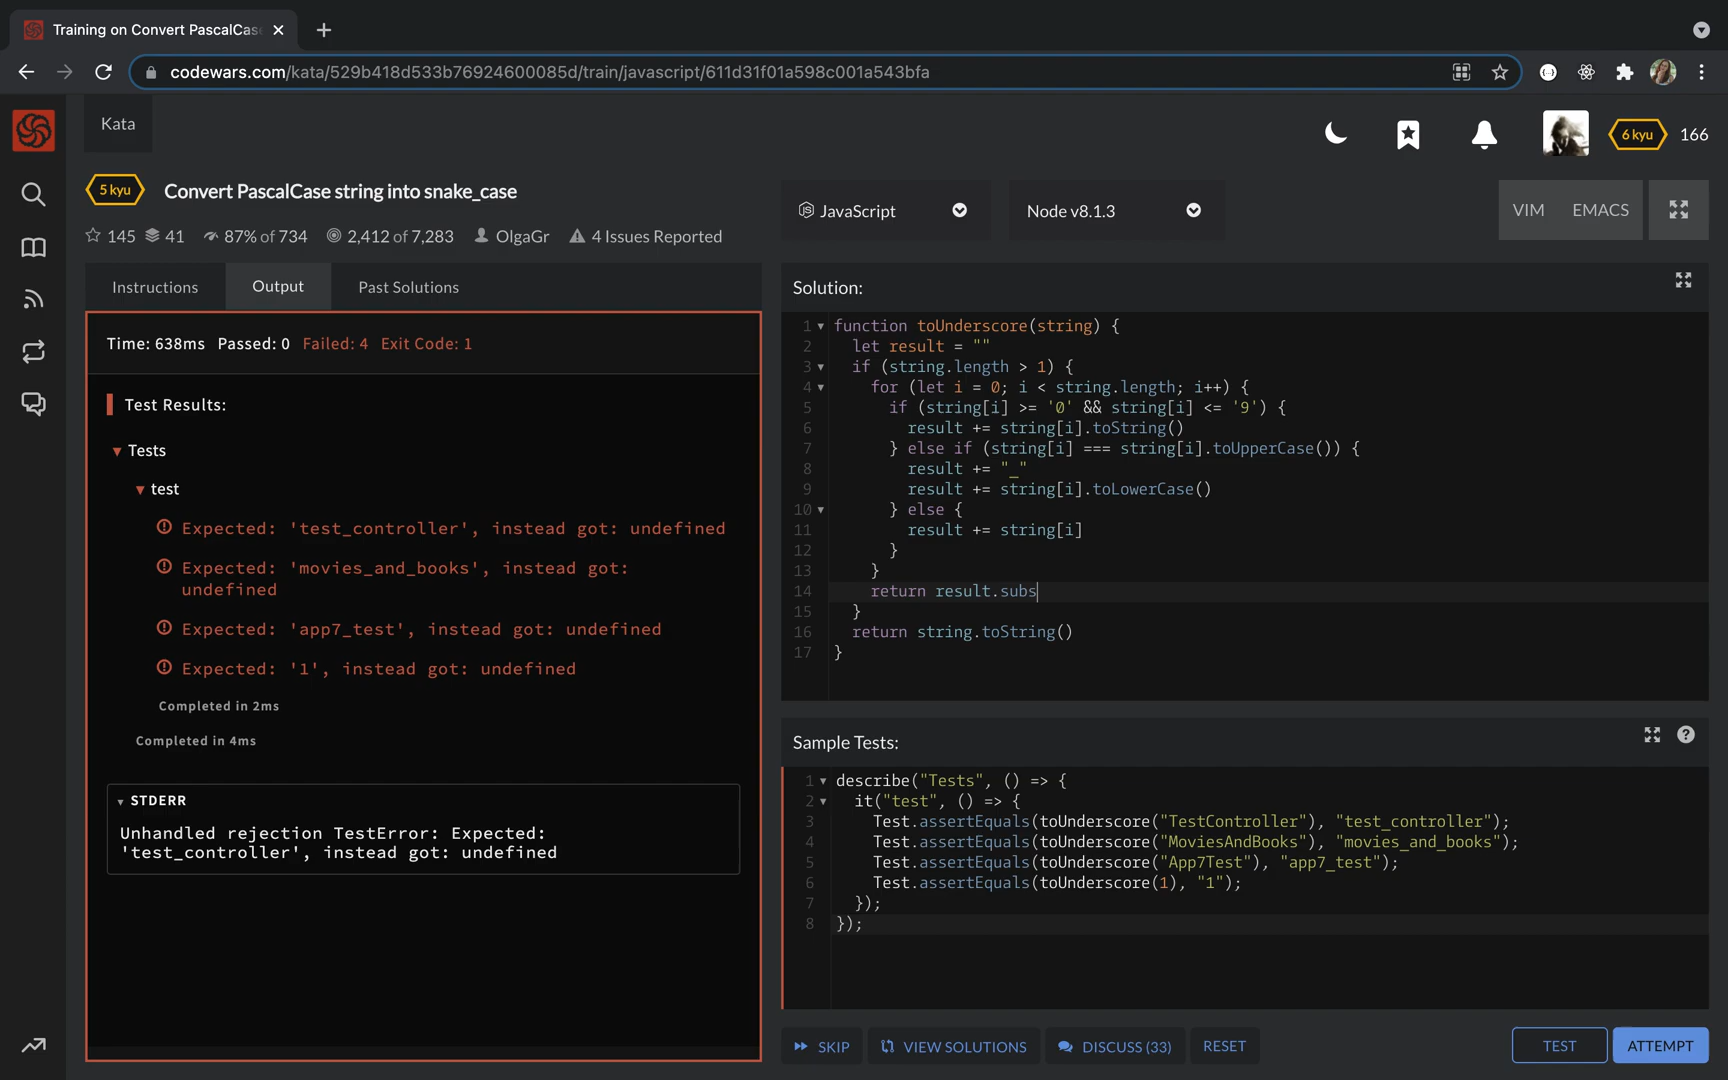 Training on Convert PascalCas
codewars.com/kata/529b418d533b76924600085d/train/javascript/611d31f01a598c001a543bfa
Kata
6 kyu 166
5 kyu Convert PascalCase string into snake_case
145 41 87% of 734 2,412 of 7,283 OlgaGr 4 Issues Reported
JavaScript
Node v8.1.3
VIM EMACS
Instructions Output Past Solutions
Time: 638ms Passed: 0 Failed: 4 Exit Code: 1
Test Results:
Tests
test
Expected: 'test_controller', instead got: undefined
Expected: 'movies_and_books', instead got:
undefined
Expected: 'app7_test', instead got: undefined
Expected: '1', instead got: undefined
Completed in 2ms
Completed in 4ms
STDERR
Unhandled rejection TestError: Expected:
'test_controller', instead got: undefined
Solution:
1 function toUnderscore(string) {
2 let result = ""
3 if (string.length > 1) {
4 for (let i = 0; i < string.length; i++) {
5 if (string[i] >= '0' && string[i] <= '9') {
6 result += string[i].toString()
7 } else if (string[i] === string[i].toUpperCase()) {
8 result += "_"
9 result += string[i].toLowerCase()
10 } else {
11 result += string[i]
12 }
13 }
14 return result.subs
15 }
16 return string.toString()
17 }
Sample Tests:
1 describe("Tests", () => {
2 it("test", () => {
3 Test.assertEquals(toUnderscore("TestController"), "test_controller");
4 Test.assertEquals(toUnderscore("MoviesAndBooks"), "movies_and_books");
5 Test.assertEquals(toUnderscore("App7Test"), "app7_test");
6 Test.assertEquals(toUnderscore(1), "1");
7 });
8 });
SKIP VIEW SOLUTIONS DISCUSS (33) RESET TEST ATTEMPT